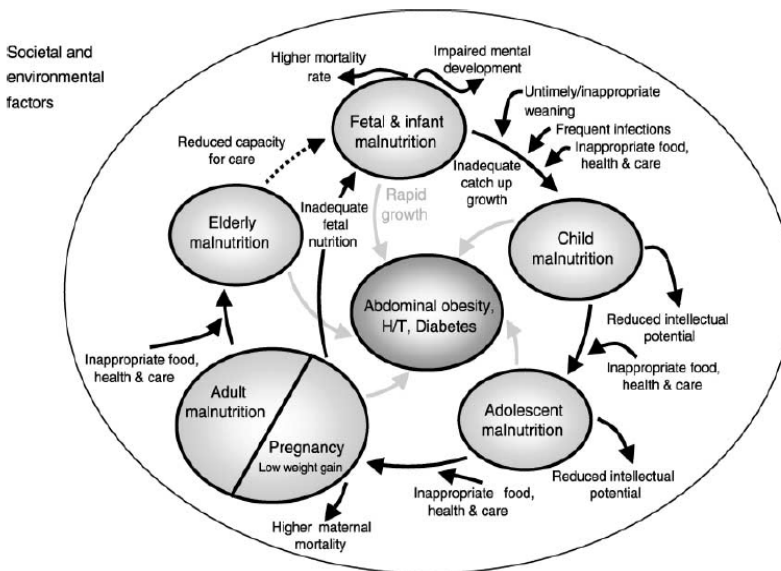 Societal and
environmental
factors
Higher mortality
rate
Impaired mental
development
Untimely/inappropriate
weaning
Frequent infections
Inappropriate food,
health & care
Fetal & infant
malnutrition
Reduced capacity
for care
Inadequate
catch up
growth
Rapid
growth
Inadequate
fetal
nutrition
Elderly
malnutrition
Child
malnutrition
Abdominal obesity,
H/T, Diabetes
Reduced intellectual
potential
Inappropriate food,
health & care
Inappropriate food,
health & care
Adult
malnutrition
Pregnancy
Low weight gain
Adolescent
malnutrition
Reduced intellectual
potential
Inappropriate food,
health & care
Higher maternal
mortality